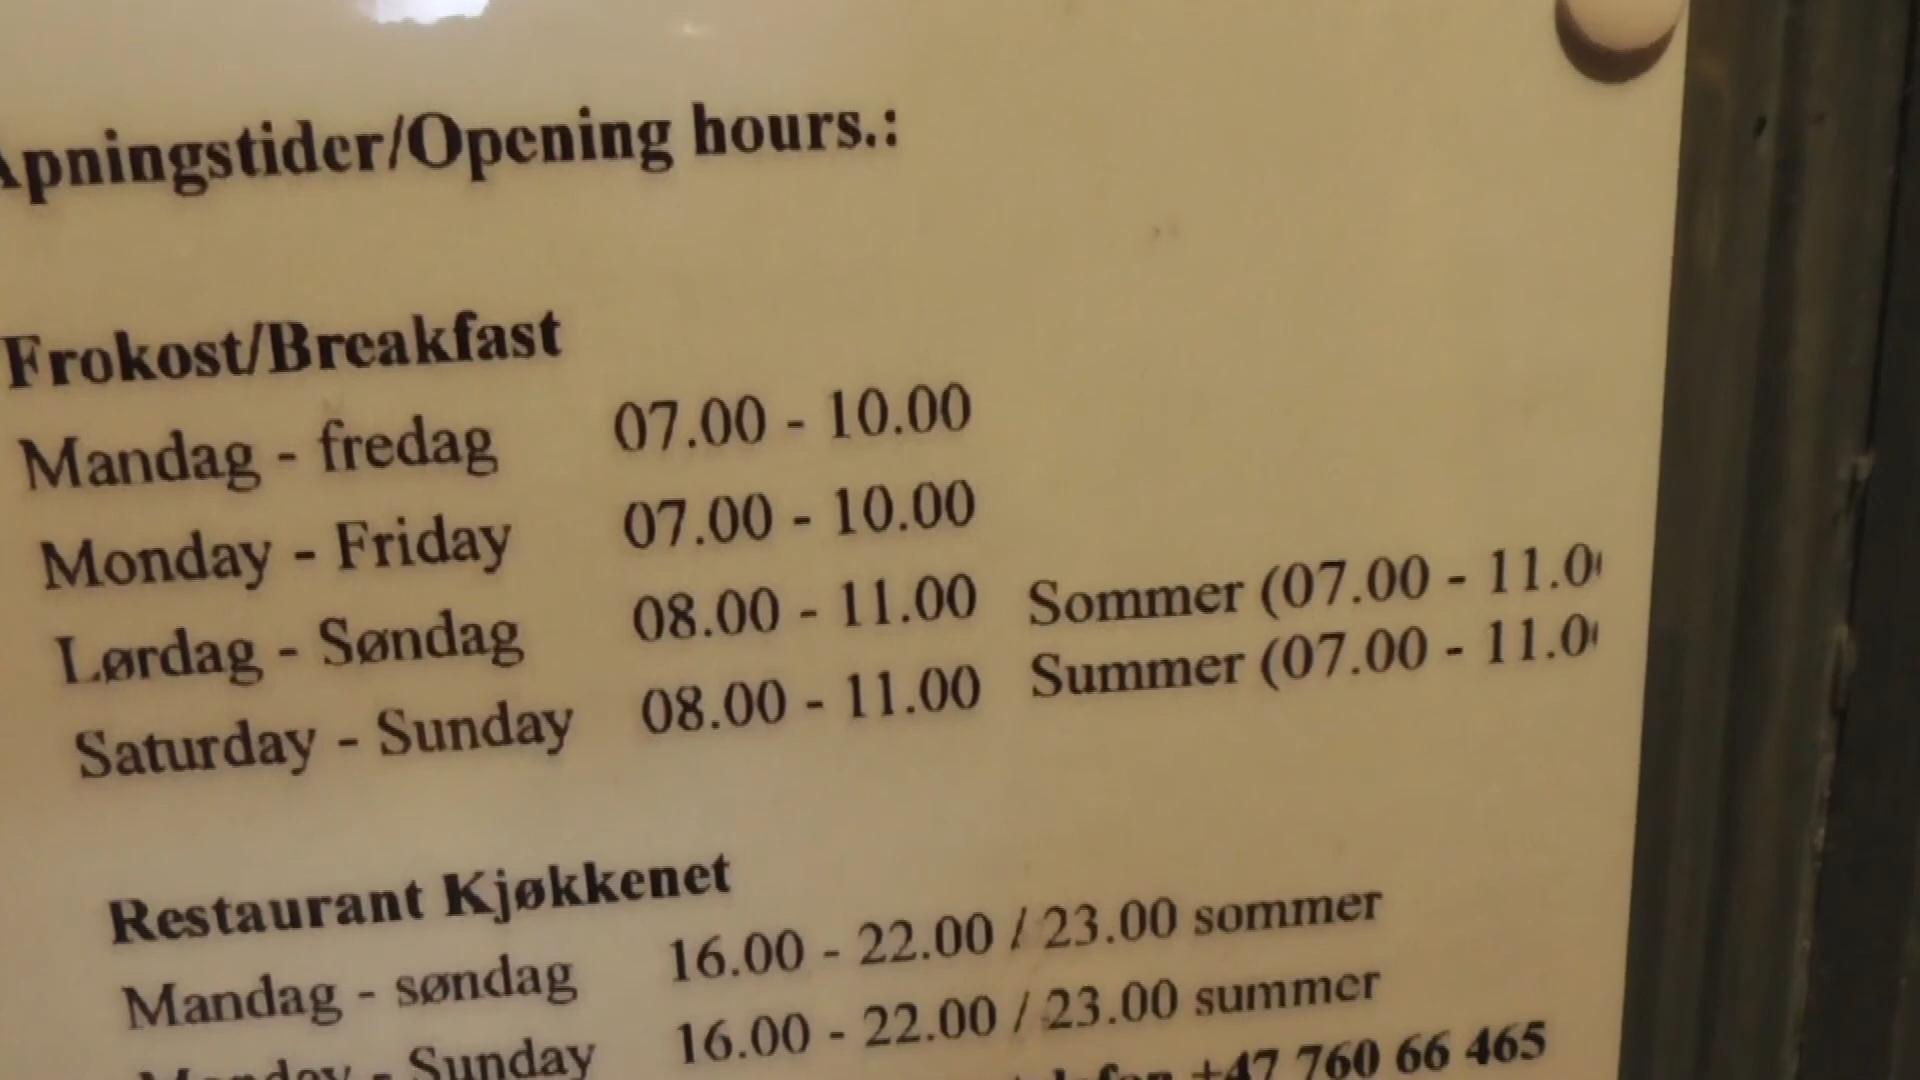 Åpningstider/Opening hours.:
Frokost/Breakfast
Mandag - fredag 07.00 - 10.00
Monday - Friday 07.00 - 10.00
Lørdag - Søndag 08.00 - 11.00 Sommer (07.00 - 11.0
Saturday - Sunday 08.00 - 11.00 Summer (07.00 - 11.0
Restaurant Kjøkkenet
Mandag - søndag 16.00 - 22.00 / 23.00 sommer
Monday - Sunday 16.00 - 22.00 / 23.00 summer
telefon +47 760 66 465